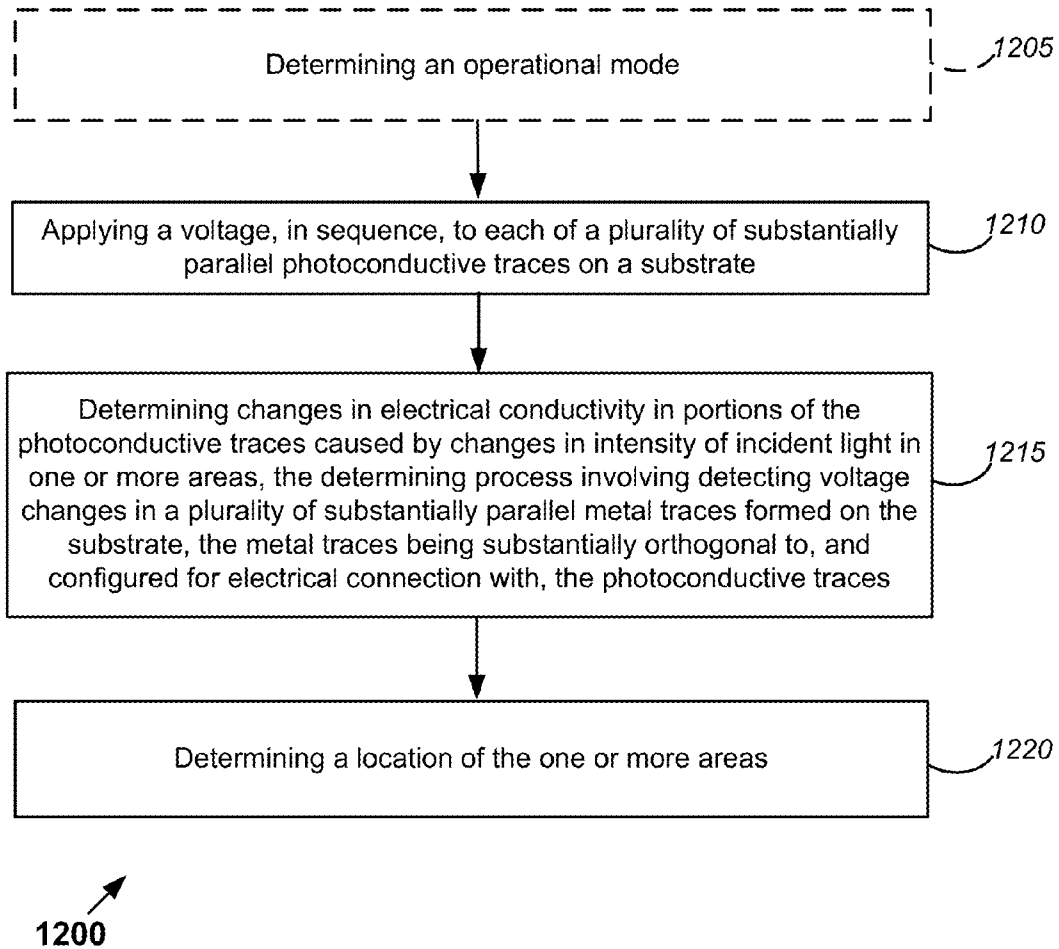 Determining an operational mode
1205
Applying a voltage, in sequence, to each of a plurality of substantially
parallel photoconductive traces on a substrate
1210
Determining changes in electrical conductivity in portions of the
photoconductive traces caused by changes in intensity of incident light in
one or more areas, the determining process involving detecting voltage
changes in a plurality of substantially parallel metal traces formed on the
substrate, the metal traces being substantially orthogonal to, and
configured for electrical connection with, the photoconductive traces
1215
Determining a location of the one or more areas
1220
1200